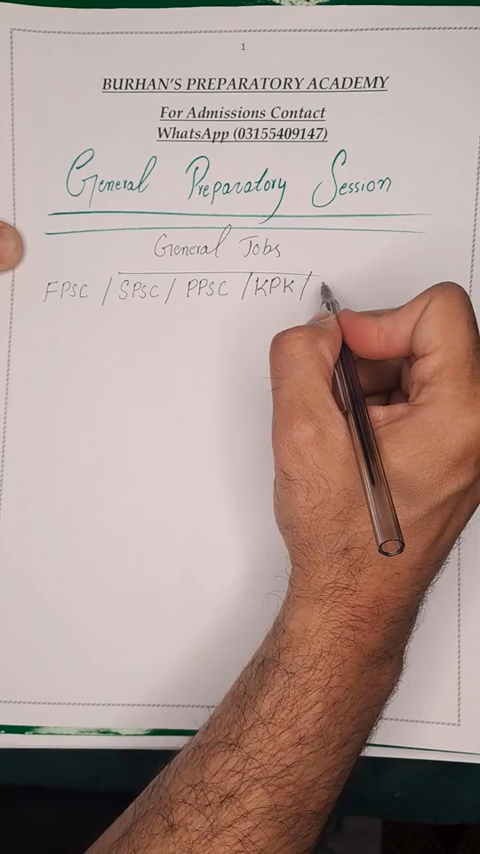 1
BURHAN'S PREPARATORY ACADEMY
For Admissions Contact
WhatsApp (03155409147)
General Preparatory Session
General Jobs
FPSC / SPSC / PPSC / KPK /